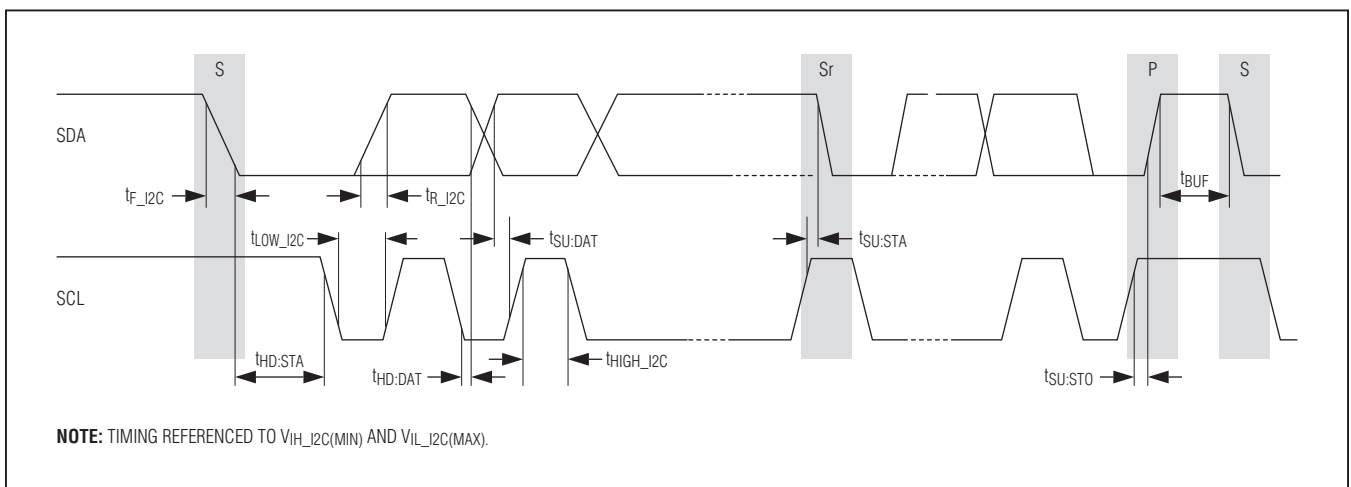 S Sr P S
SDA
tBUF
tF_I2C tR_I2C
tLOW_I2C tSU:DAT tSU:STA
SCL
tHD:STA tHD:DAT tHIGH_I2C tSU:STO
NOTE: TIMING REFERENCED TO VIH_I2C(MIN) AND VIL_I2C(MAX).